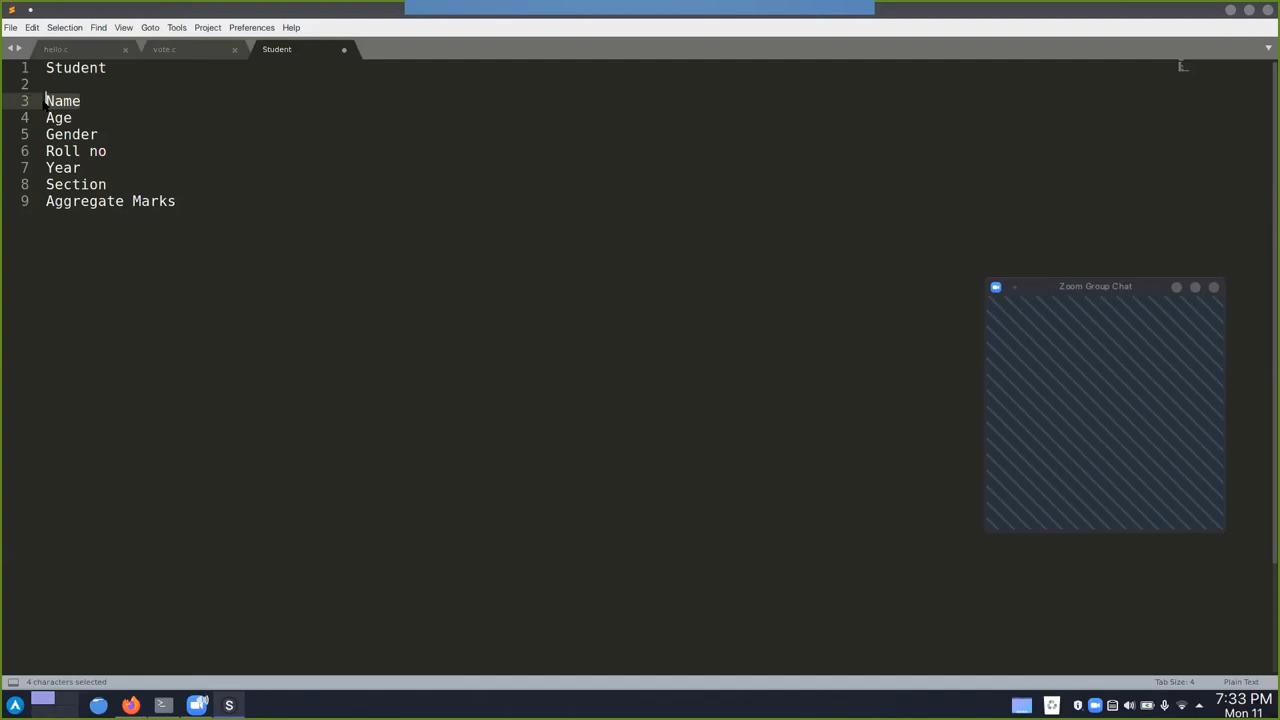 File Edit Selection Find View Goto Tools Project Preferences Help
hello.c vote.c Student
1 Student
2
3 Name
4 Age
5 Gender
6 Roll no
7 Year
8 Section
9 Aggregate Marks
Zoom Group Chat
4 characters selected Tab Size: 4 Plain Text
S 7:33 PM
Mon 11